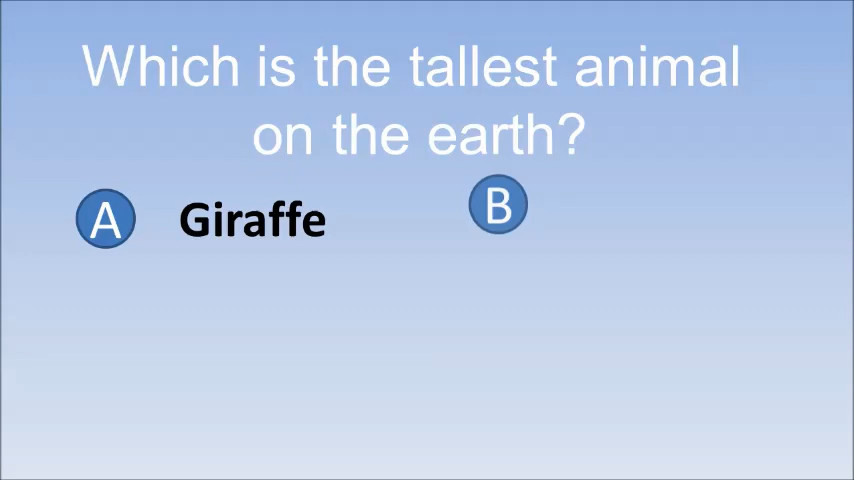 Which is the tallest animal
on the earth?
A Giraffe B